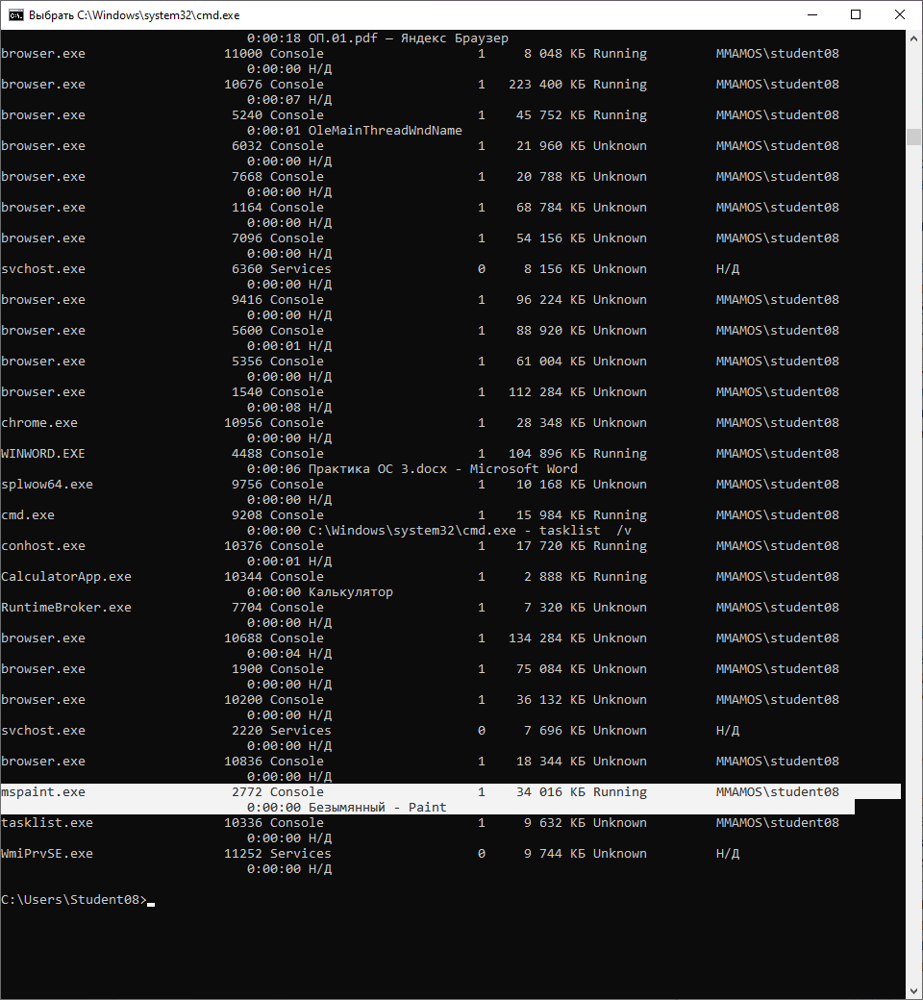 Выбрать C:\Windows\system32\cmd.exe
0:00:18 ОП.01.pdf — Яндекс Браузер
browser.exe 11000 Console 1 8 048 КБ Running MMAMOS\student08
0:00:00 Н/Д
browser.exe 10676 Console 1 223 400 КБ Running MMAMOS\student08
0:00:07 Н/Д
browser.exe 5240 Console 1 45 752 КБ Running MMAMOS\student08
0:00:01 OleMainThreadWndName
browser.exe 6032 Console 1 21 960 КБ Unknown MMAMOS\student08
0:00:00 Н/Д
browser.exe 7668 Console 1 20 788 КБ Unknown MMAMOS\student08
0:00:00 Н/Д
browser.exe 1164 Console 1 68 784 КБ Unknown MMAMOS\student08
0:00:00 Н/Д
browser.exe 7096 Console 1 54 156 КБ Unknown MMAMOS\student08
0:00:00 Н/Д
svchost.exe 6360 Services 0 8 156 КБ Unknown Н/Д
0:00:00 Н/Д
browser.exe 9416 Console 1 96 224 КБ Unknown MMAMOS\student08
0:00:00 Н/Д
browser.exe 5600 Console 1 88 920 КБ Unknown MMAMOS\student08
0:00:01 Н/Д
browser.exe 5356 Console 1 61 004 КБ Unknown MMAMOS\student08
0:00:00 Н/Д
browser.exe 1540 Console 1 112 284 КБ Unknown MMAMOS\student08
0:00:08 Н/Д
chrome.exe 10956 Console 1 28 348 КБ Unknown MMAMOS\student08
0:00:00 Н/Д
WINWORD.EXE 4488 Console 1 104 896 КБ Running MMAMOS\student08
0:00:06 Практика ОС 3.docx - Microsoft Word
splwow64.exe 9756 Console 1 10 168 КБ Unknown MMAMOS\student08
0:00:00 Н/Д
cmd.exe 9208 Console 1 15 984 КБ Running MMAMOS\student08
0:00:00 C:\Windows\system32\cmd.exe - tasklist /v
conhost.exe 10376 Console 1 17 720 КБ Running MMAMOS\student08
0:00:01 Н/Д
CalculatorApp.exe 10344 Console 1 2 888 КБ Running MMAMOS\student08
0:00:00 Калькулятор
RuntimeBroker.exe 7704 Console 1 7 320 КБ Unknown MMAMOS\student08
0:00:00 Н/Д
browser.exe 10688 Console 1 134 284 КБ Unknown MMAMOS\student08
0:00:04 Н/Д
browser.exe 1900 Console 1 75 084 КБ Unknown MMAMOS\student08
0:00:00 Н/Д
browser.exe 10200 Console 1 36 132 КБ Unknown MMAMOS\student08
0:00:00 Н/Д
svchost.exe 2220 Services 0 7 696 КБ Unknown Н/Д
0:00:00 Н/Д
browser.exe 10836 Console 1 18 344 КБ Unknown MMAMOS\student08
0:00:00 Н/Д
mspaint.exe 2772 Console 1 34 016 КБ Running MMAMOS\student08
0:00:00 Безымянный - Paint
tasklist.exe 10336 Console 1 9 632 КБ Unknown MMAMOS\student08
0:00:00 Н/Д
WmiPrvSE.exe 11252 Services 0 9 744 КБ Unknown Н/Д
0:00:00 Н/Д
C:\Users\Student08>